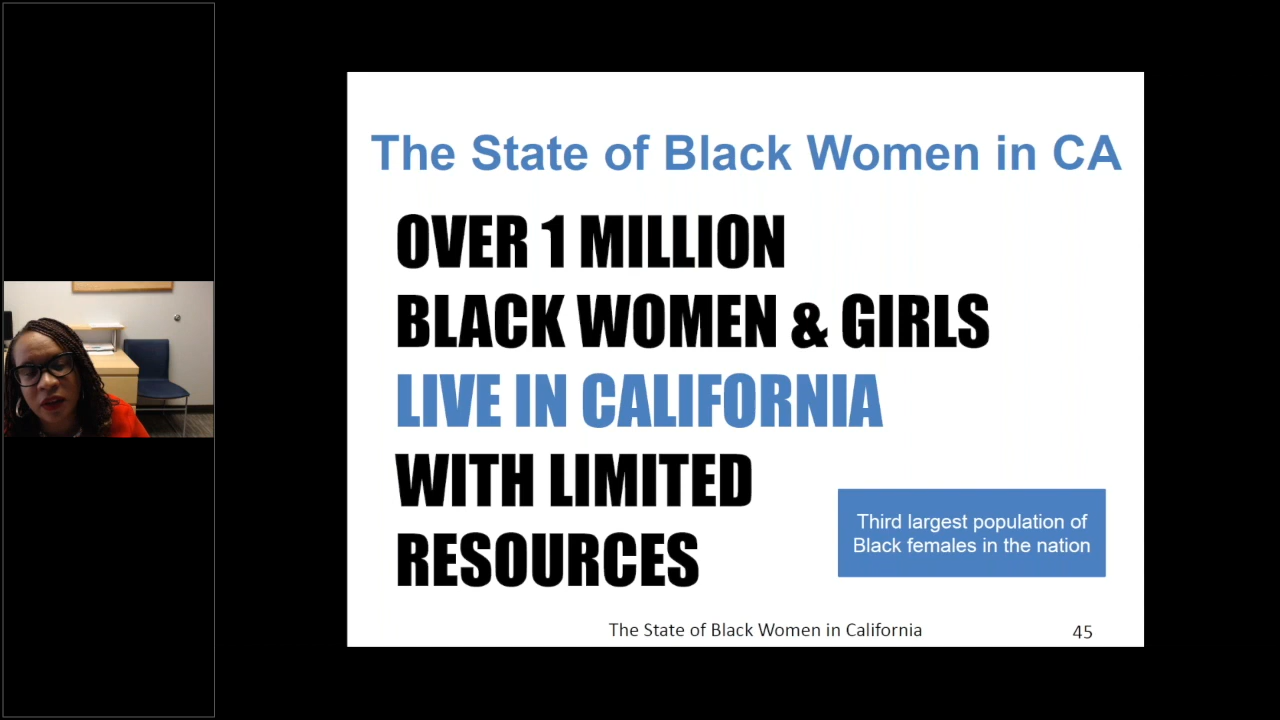 The State of Black Women in CA
OVER 1 MILLION
BLACK WOMEN & GIRLS
LIVE IN CALIFORNIA
WITH LIMITED
RESOURCES
Third largest population of
Black females in the nation
The State of Black Women in California
45